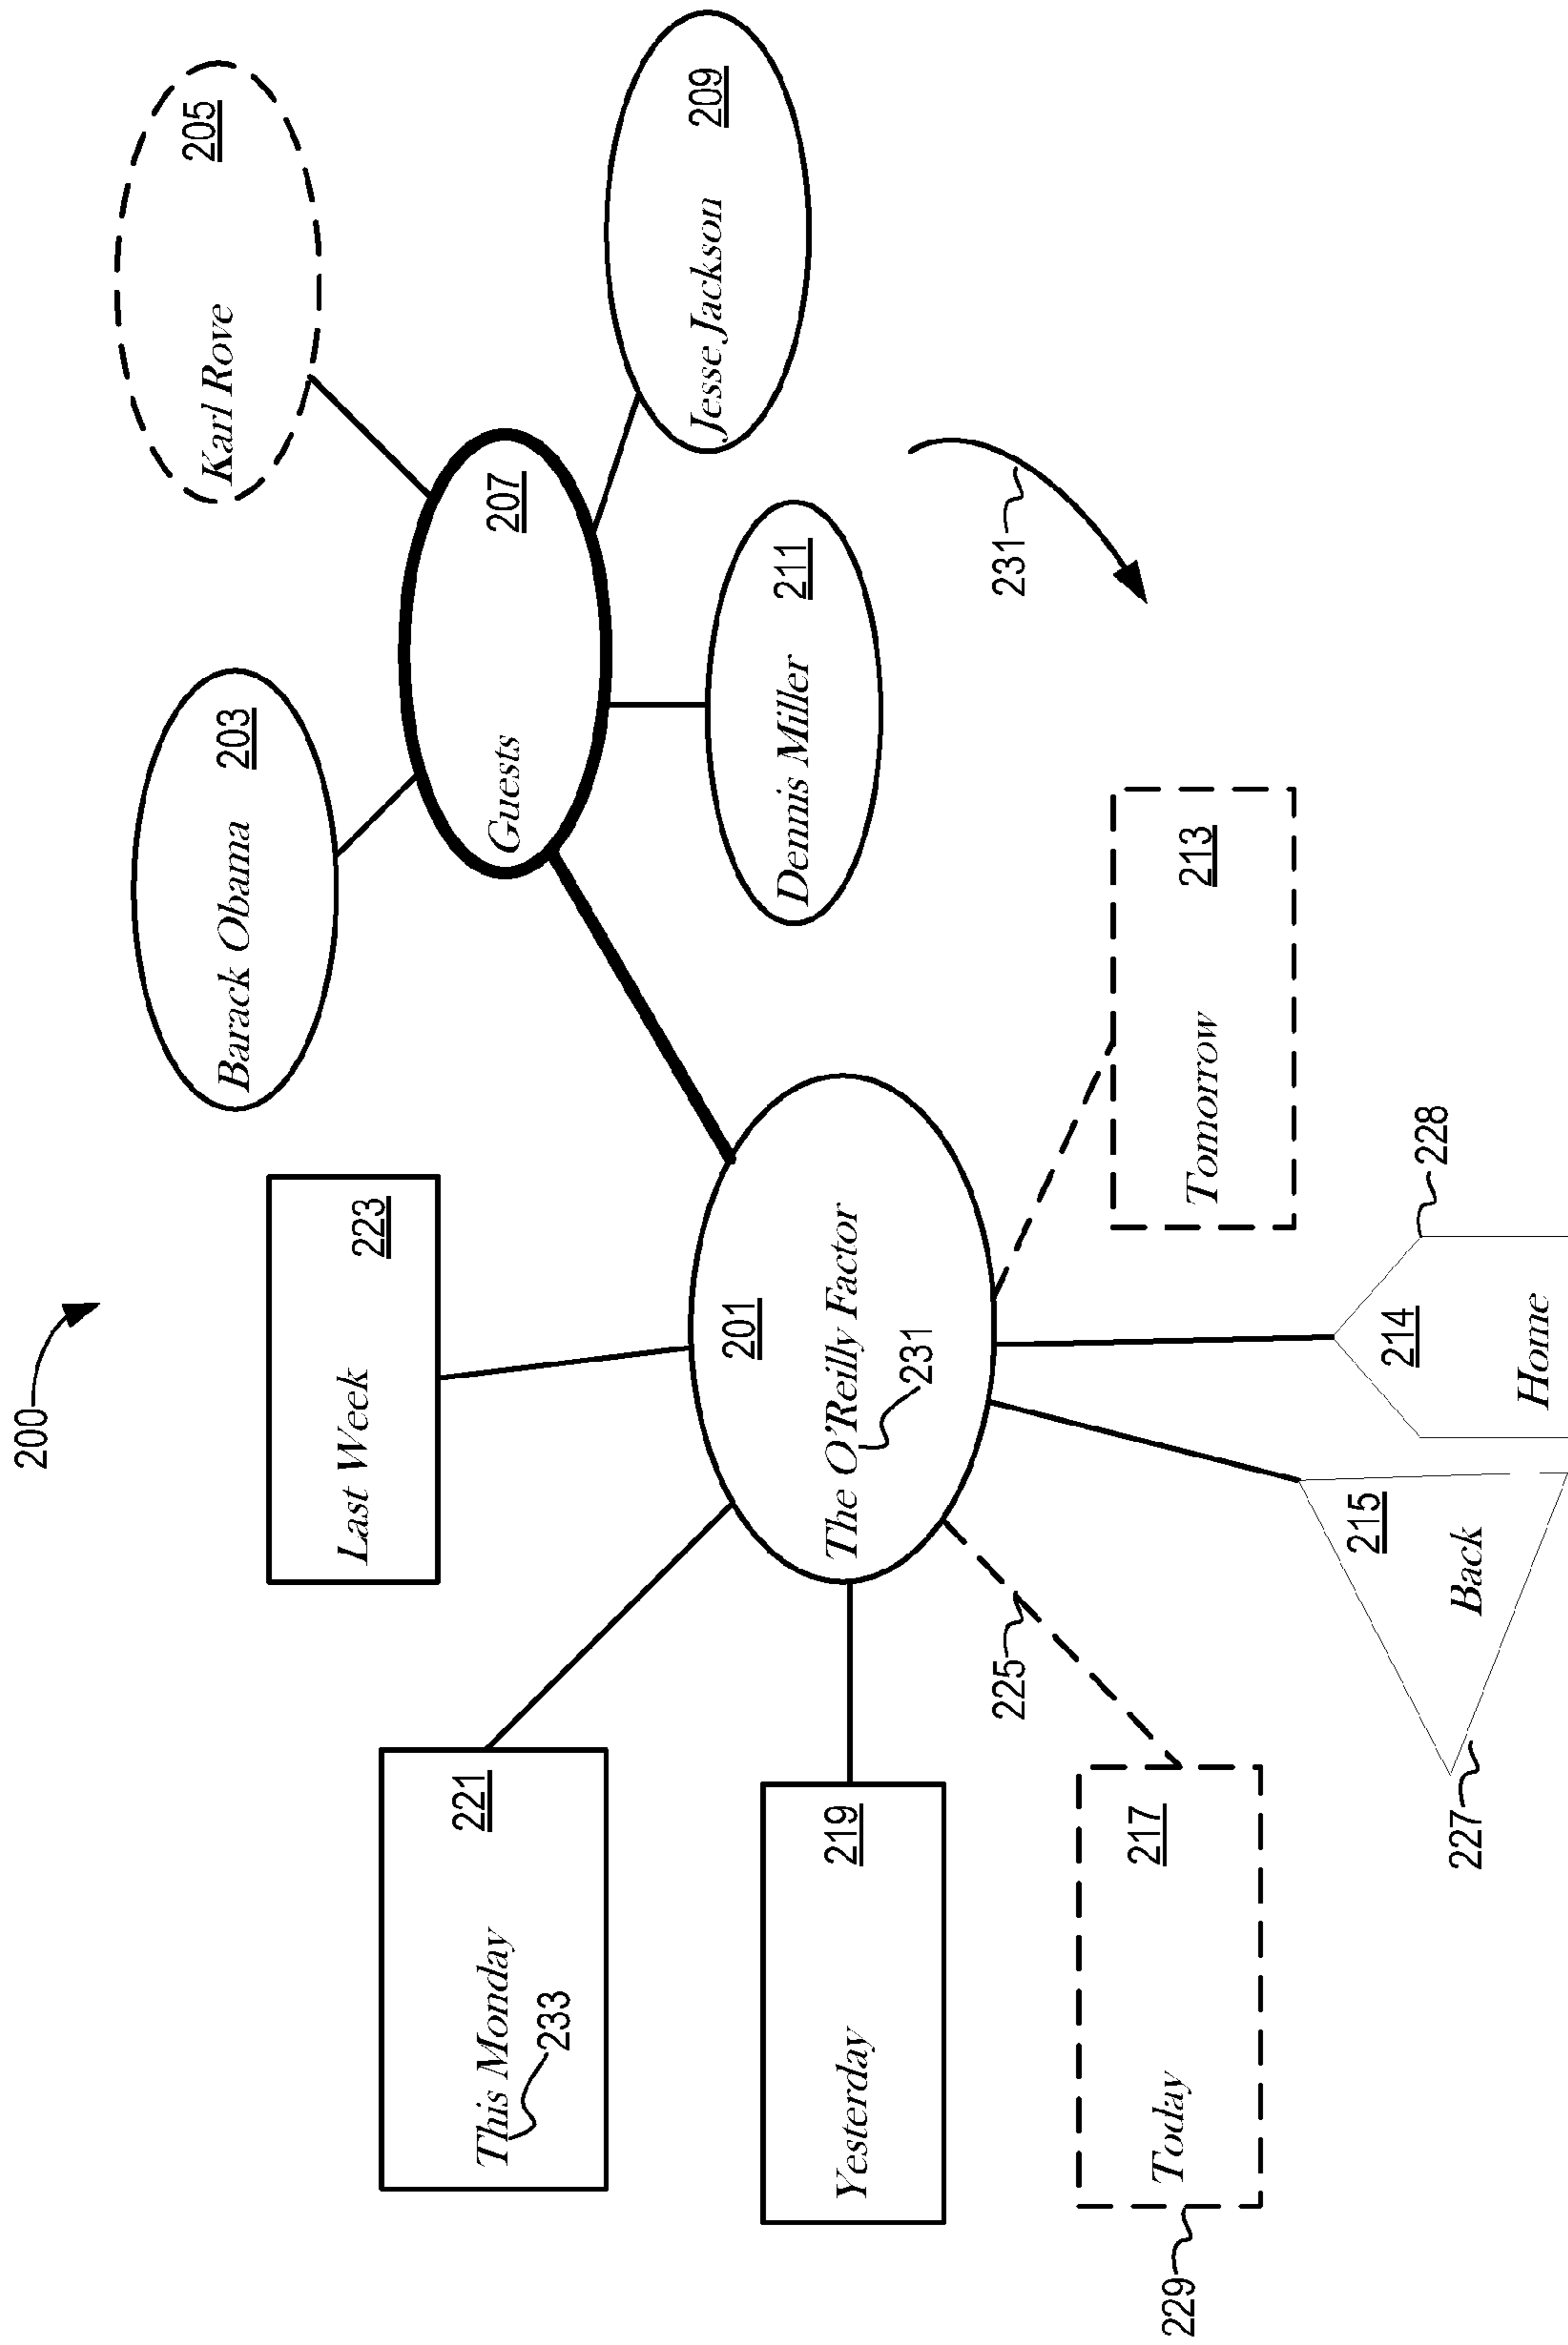 200
Last Week 223
Barack Obama 203
Karl Rove 205
This Monday 221
233
Guests 207
Jesse Jackson 209
201
The O'Reilly Factor
231
Yesterday 219
Dennis Miller 211
231
225
Today 217
229
Tomorrow 213
215
Back
227
214
Home
228